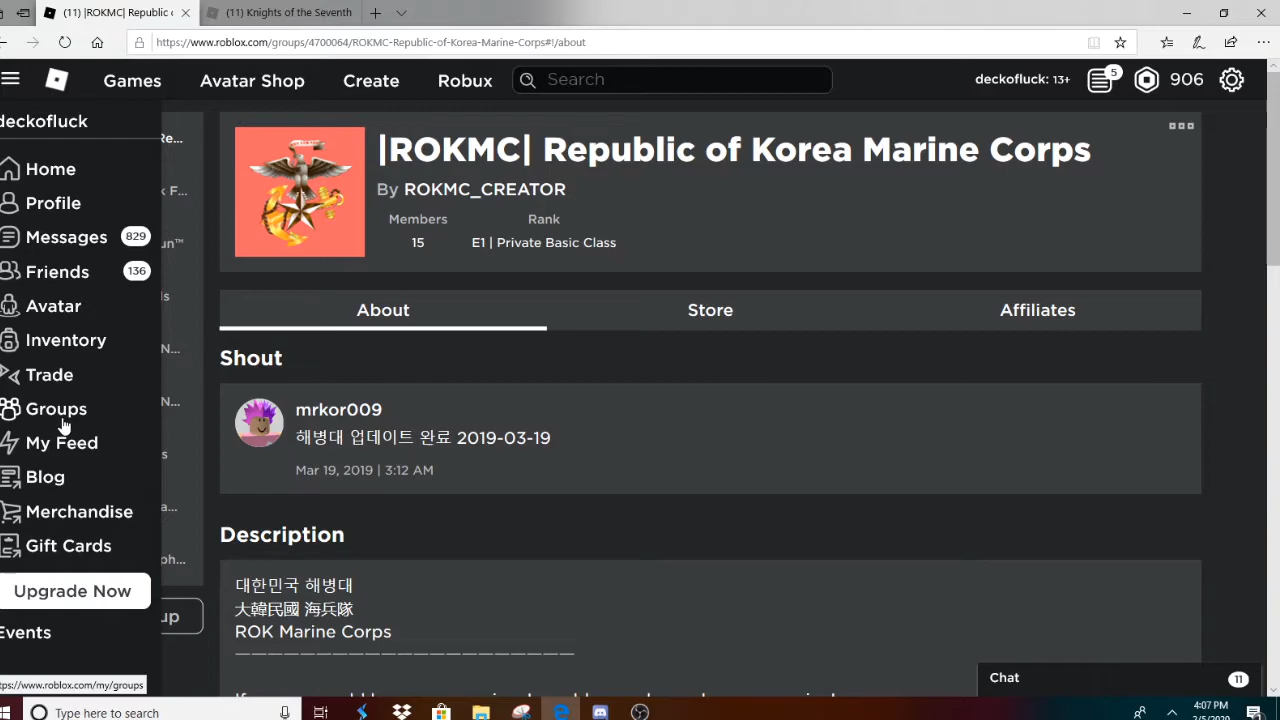 (11) |ROKMC| Republic
(11) Knights of the Seventh
https://www.roblox.com/groups/4700064/ROKMC-Republic-of-Korea-Marine-Corps#!/about
Games Avatar Shop Create Robux Search deckofluck: 13+ 5 906
deckofluck
Home
Profile
Messages 829
Friends 136
Avatar
Inventory
Trade
Groups
My Feed
Blog
Merchandise
Gift Cards
Upgrade Now
Events
|ROKMC| Republic of Korea Marine Corps
By ROKMC_CREATOR
Members Rank
15 E1 | Private Basic Class
About Store Affiliates
Shout
mrkor009
해병대 업데이트 완료 2019-03-19
Mar 19, 2019 | 3:12 AM
Description
대한민국 해병대
大韓民國 海兵隊
ROK Marine Corps
———————————————————
Chat 11
ttps://www.roblox.com/my/groups
Type here to search
4:07 PM